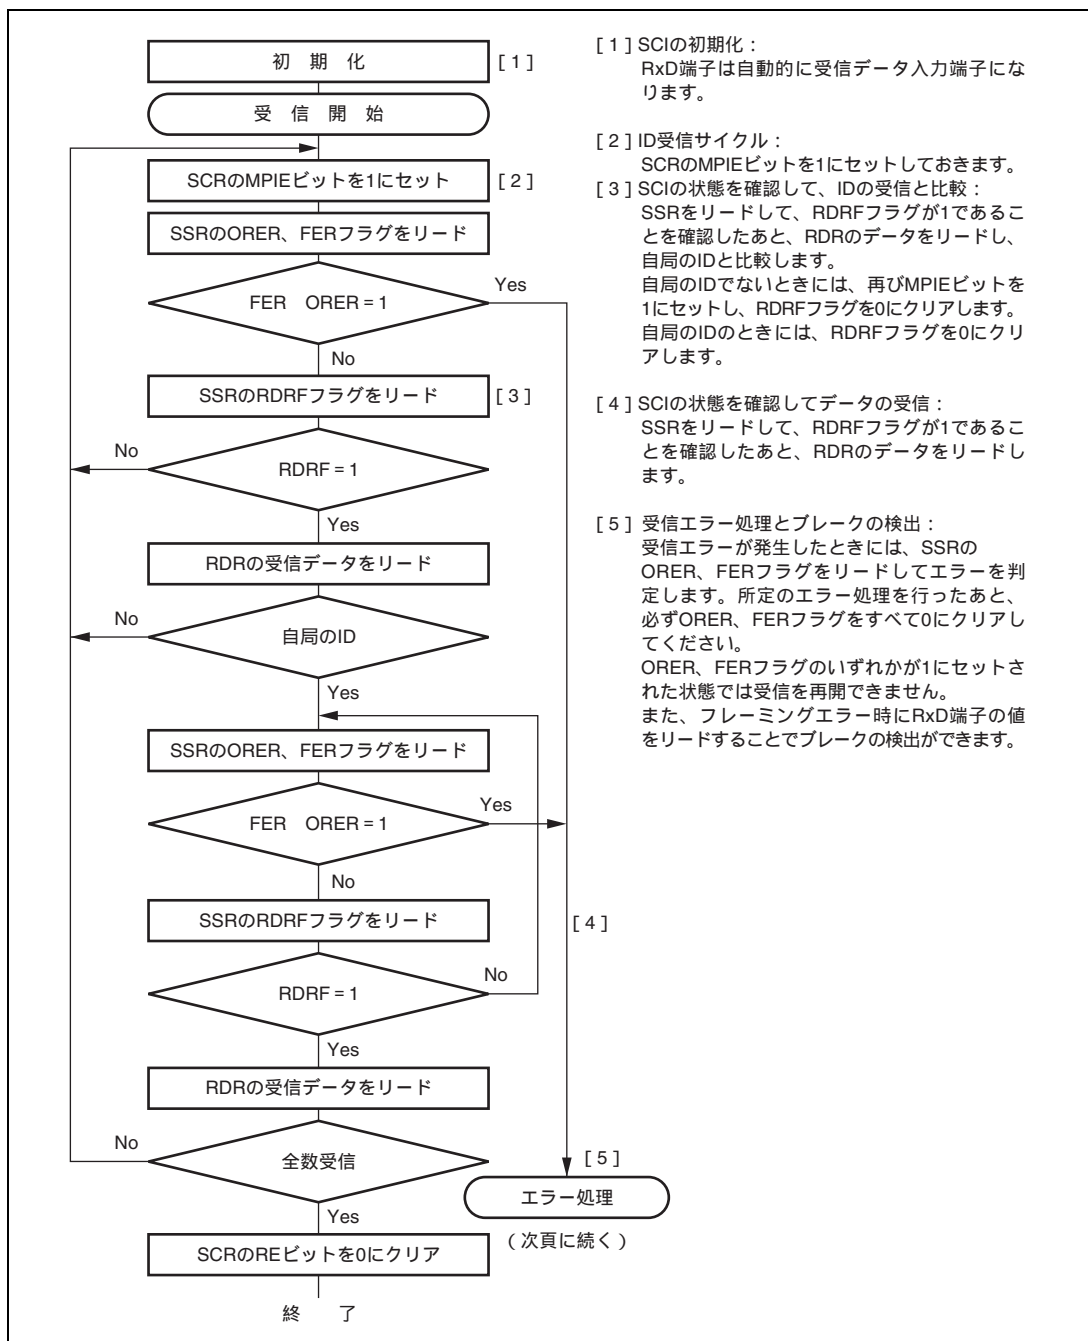 初 期 化
[1]
受 信 開 始
SCRのMPIEビットを1にセット
[2]
SSRのORER、FERフラグをリード
FER ORER = 1
Yes
No
SSRのRDRFフラグをリード
[3]
No
RDRF = 1
Yes
RDRの受信データをリード
No
自局のID
Yes
SSRのORER、FERフラグをリード
Yes
FER ORER = 1
No
SSRのRDRFフラグをリード
[4]
No
RDRF = 1
Yes
RDRの受信データをリード
No
全数受信
[5]
エラー処理
Yes
(次頁に続く)
SCRのREビットを0にクリア
終 了
[1] SCIの初期化：
RxD端子は自動的に受信データ入力端子にな
ります。
[2] ID受信サイクル：
SCRのMPIEビットを1にセットしておきます。
[3] SCIの状態を確認して、IDの受信と比較：
SSRをリードして、RDRFフラグが1であるこ
とを確認したあと、RDRのデータをリードし、
自局のIDと比較します。
自局のIDでないときには、再びMPIEビットを
1にセットし、RDRFフラグを0にクリアします。
自局のIDのときには、RDRFフラグを0にクリ
アします。
[4] SCIの状態を確認してデータの受信：
SSRをリードして、RDRFフラグが1であるこ
とを確認したあと、RDRのデータをリードし
ます。
[5] 受信エラー処理とブレークの検出：
受信エラーが発生したときには、SSRの
ORER、FERフラグをリードしてエラーを判
定します。所定のエラー処理を行ったあと、
必ずORER、FERフラグをすべて0にクリアし
てください。
ORER、FERフラグのいずれかが1にセットさ
れた状態では受信を再開できません。
また、フレーミングエラー時にRxD端子の値
をリードすることでブレークの検出ができます。